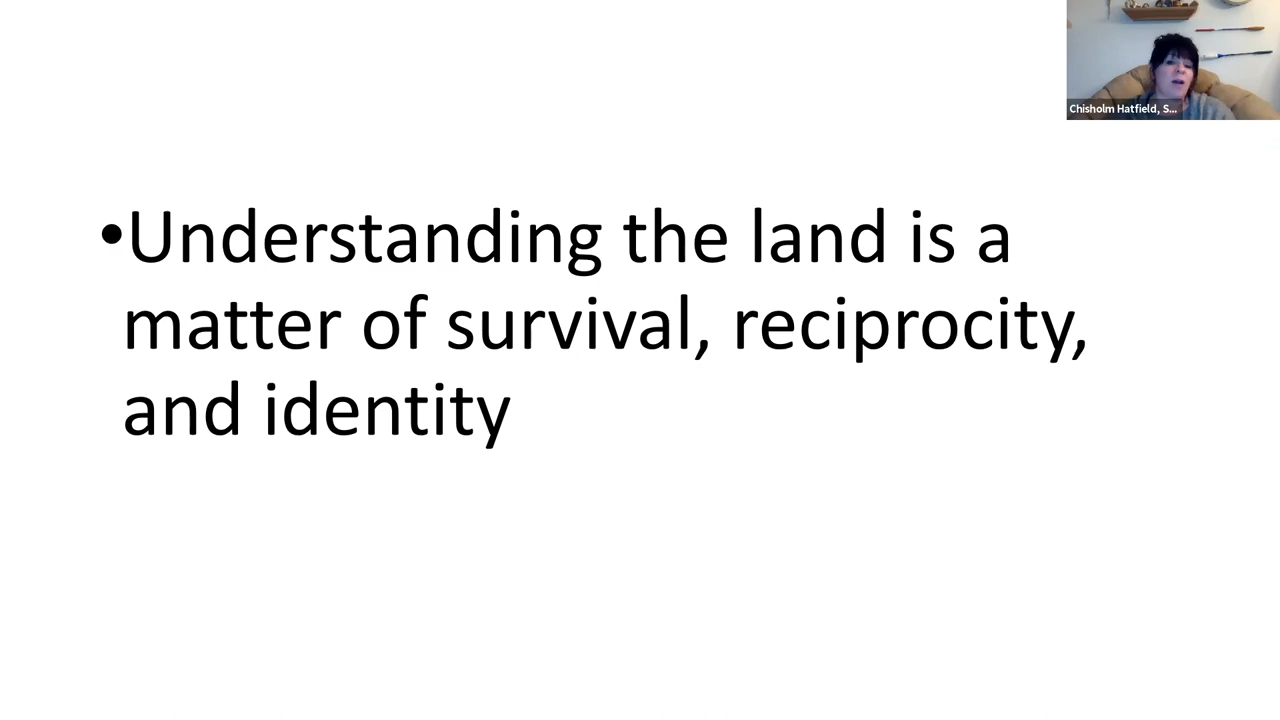 Chisholm Hatfield, S...
•Understanding the land is a
matter of survival, reciprocity,
and identity